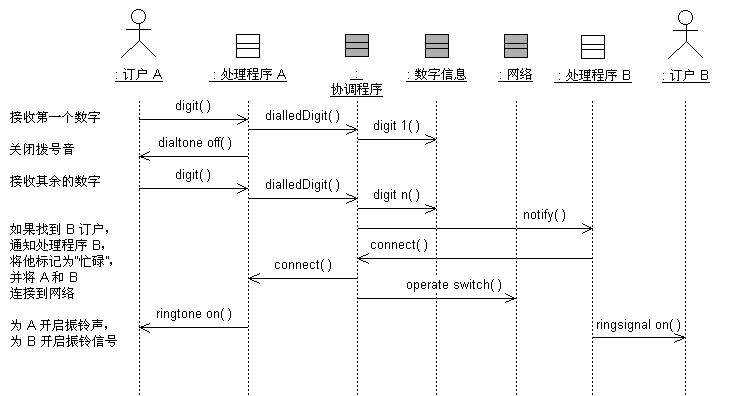 : 订户 A
: 处理程序 A
:
协调程序
: 数字信息
: 网络
: 处理程序 B
: 订户 B
接收第一个数字
digit( )
dialledDigit( )
digit 1( )
关闭拨号音
dialtone off( )
接收其余的数字
digit( )
dialledDigit( )
digit n( )
notify( )
如果找到 B 订户，
通知处理程序 B，
将他标记为"忙碌"，
并将 A 和 B
连接到网络
connect( )
connect( )
operate switch( )
ringtone on( )
为 A 开启振铃声，
为 B 开启振铃信号
ringsignal on( )